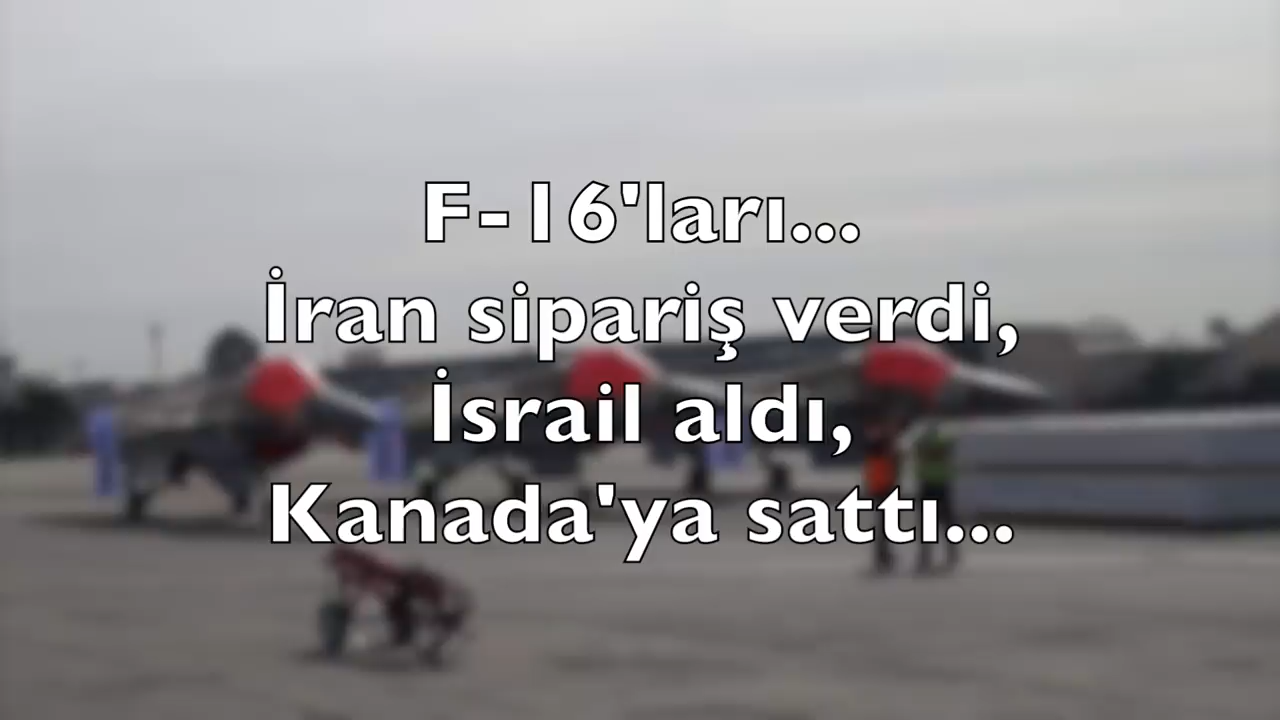 F-16'ları...
İran sipariş verdi,
İsrail aldı,
Kanada'ya sattı...